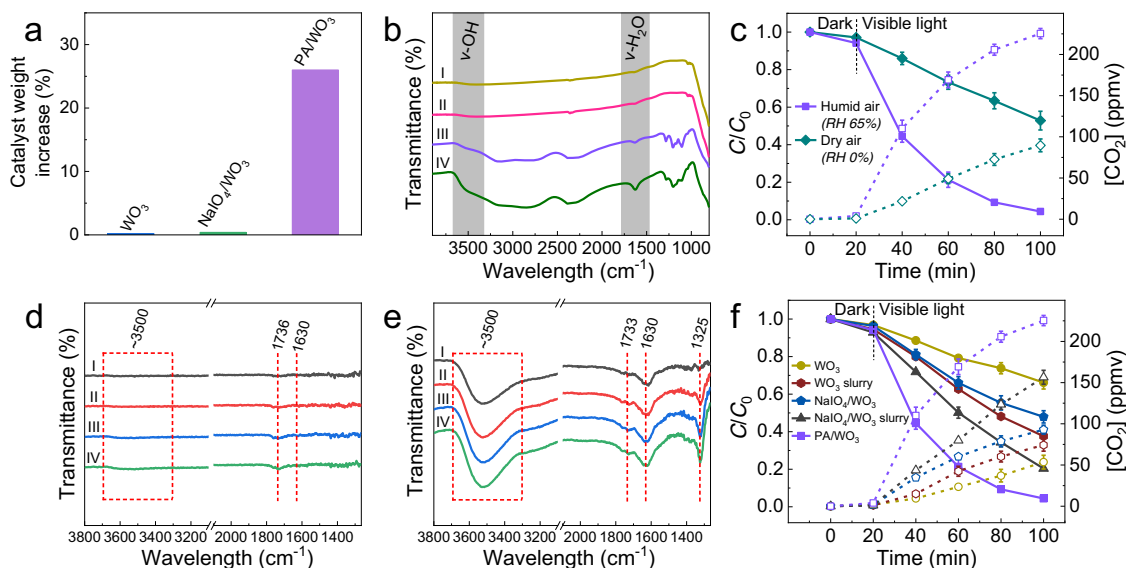 a
Catalyst weight
increase (%)
30
20
10
0
WO₃
NaIO₄/WO₃
PA/WO₃
b
Transmittance (%)
ν-OH
ν-H₂O
I
II
III
IV
3500 2900 2300 1700 1100
Wavelength (cm⁻¹)
c
Dark Visible light
C/C₀
1.0
0.8
0.6
0.4
0.2
0.0
Humid air
(RH 65%)
Dry air
(RH 0%)
200
150
100
50
0
[CO₂] (ppmv)
0 20 40 60 80 100
Time (min)
d
Transmittance (%)
~3500
1736
1630
I
II
III
IV
3800 3600 3400 3200 2000 1800 1600 1400
Wavelength (cm⁻¹)
e
Transmittance (%)
~3500
1733
1630
1325
I
II
III
IV
3800 3600 3400 3200 2000 1800 1600 1400
Wavelength (cm⁻¹)
f
Dark Visible light
C/C₀
1.0
0.8
0.6
0.4
0.2
0.0
WO₃
WO₃ slurry
NaIO₄/WO₃
NaIO₄/WO₃ slurry
PA/WO₃
200
150
100
50
0
[CO₂] (ppmv)
0 20 40 60 80 100
Time (min)